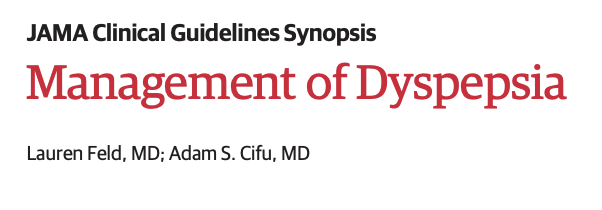 JAMA Clinical Guidelines Synopsis
Management of Dyspepsia
Lauren Feld, MD; Adam S. Cifu, MD